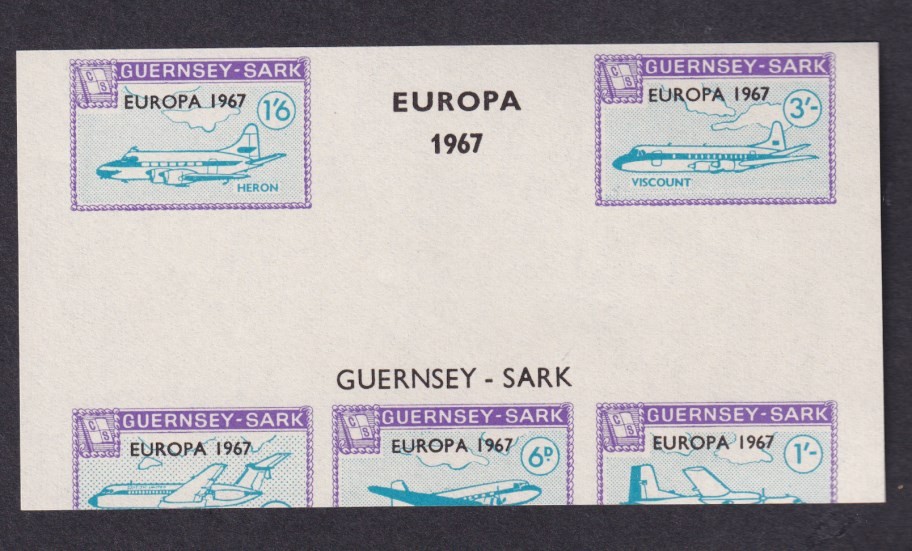 GUERNSEY-SARK
C S
EUROPA 1967
1'6
HERON
EUROPA
1967
GUERNSEY-SARK
C S
EUROPA 1967
3'-
VISCOUNT
GUERNSEY - SARK
GUERNSEY-SARK
C S
EUROPA 1967
GUERNSEY-SARK
C S
EUROPA 1967
6D.
GUERNSEY-SARK
C S
EUROPA 1967
1'-